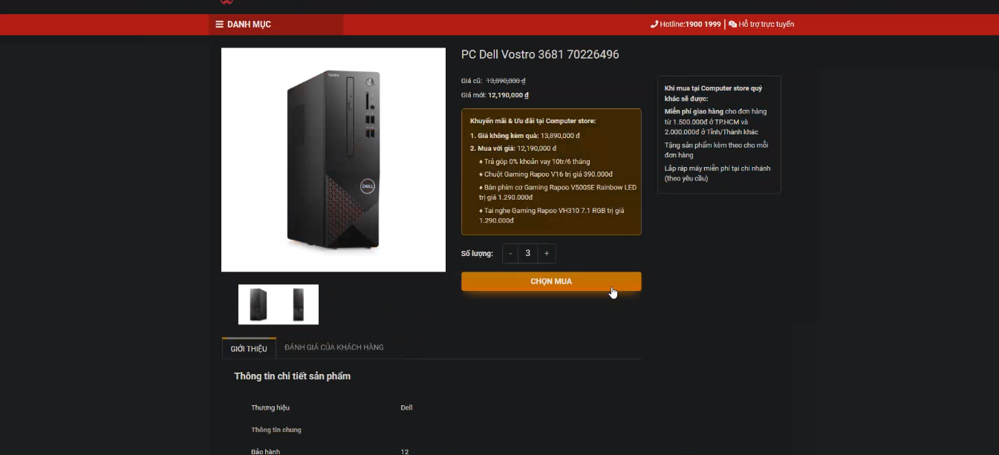 DANH MỤC
Hotline:1900 1999 | Hỗ trợ trực tuyến
Vostro
DELL
PC Dell Vostro 3681 70226496
Giá cũ: 13,890,000 ₫
Giá mới: 12,190,000 ₫
Khuyến mãi & Ưu đãi tại Computer store:
1. Giá không kèm quà: 13,890,000 đ
2. Mua với giá: 12,190,000 đ
♦ Trả góp 0% khoản vay 10tr/6 tháng
♦ Chuột Gaming Rapoo V16 trị giá 390.000đ
♦ Bàn phím cơ Gaming Rapoo V500SE Rainbow LED
trị giá 1.290.000đ
♦ Tai nghe Gaming Rapoo VH310 7.1 RGB trị giá
1.290.000đ
Số lượng: - 3 +
CHỌN MUA
Khi mua tại Computer store quý
khác sẽ được:
Miễn phí giao hàng cho đơn hàng
từ 1.500.000đ ở TP.HCM và
2.000.000đ ở Tỉnh/Thành khác
Tặng sản phẩm kèm theo cho mỗi
đơn hàng
Lắp ráp máy miễn phí tại chi nhánh
(theo yêu cầu)
GIỚI THIỆU
ĐÁNH GIÁ CỦA KHÁCH HÀNG
Thông tin chi tiết sản phẩm
Thương hiệu Dell
Thông tin chung
Bảo hành 12